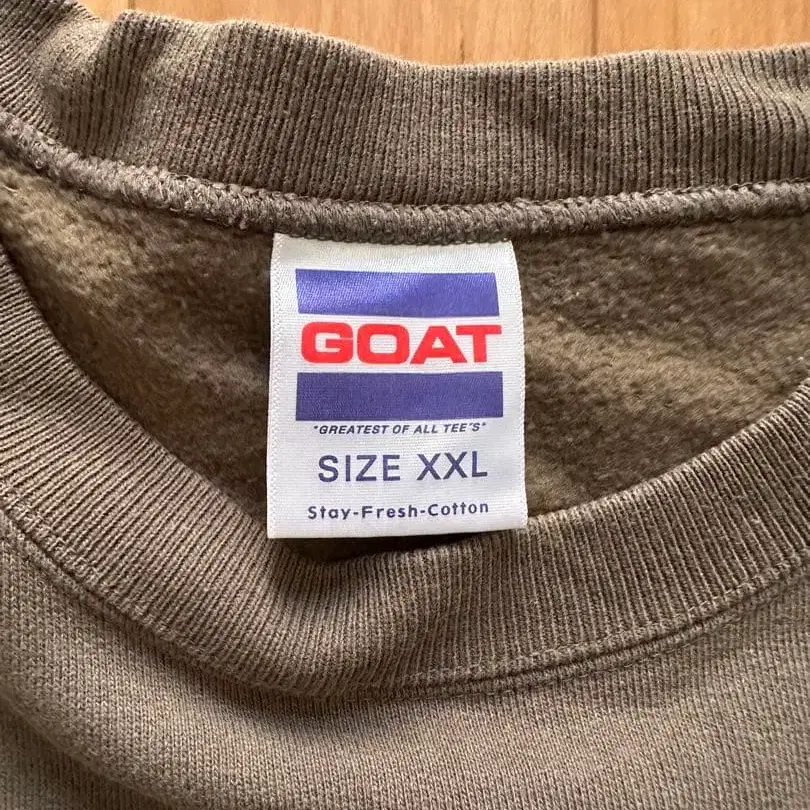 GOAT
"GREATEST OF ALL TEE'S"
SIZE XXL
Stay-Fresh-Cotton